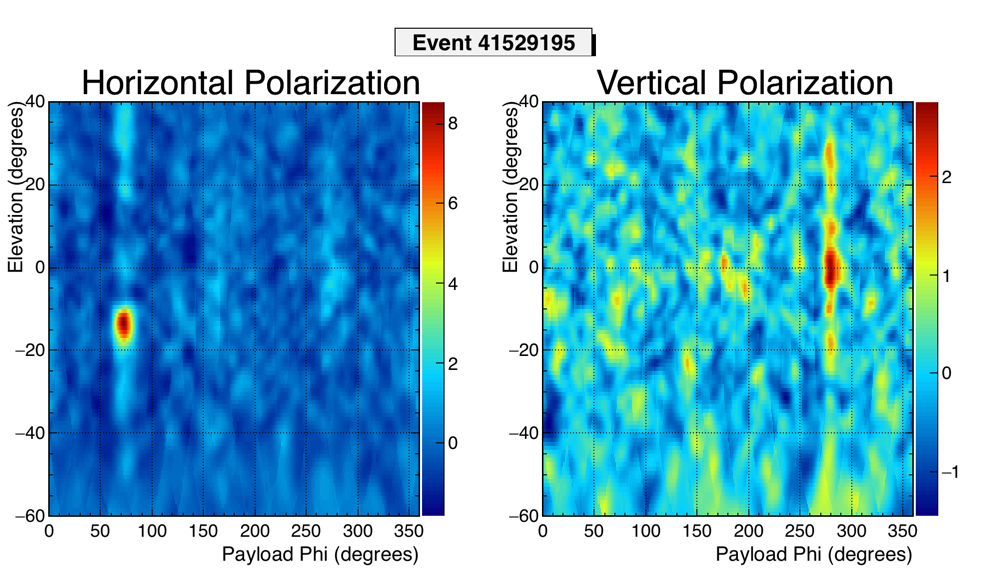 Event 41529195
Horizontal Polarization
Elevation (degrees)
40
20
0
−20
−40
−60
0 50 100 150 200 250 300 350
Payload Phi (degrees)
8
6
4
2
0
Vertical Polarization
Elevation (degrees)
40
20
0
−20
−40
−60
0 50 100 150 200 250 300 350
Payload Phi (degrees)
2
1
0
−1